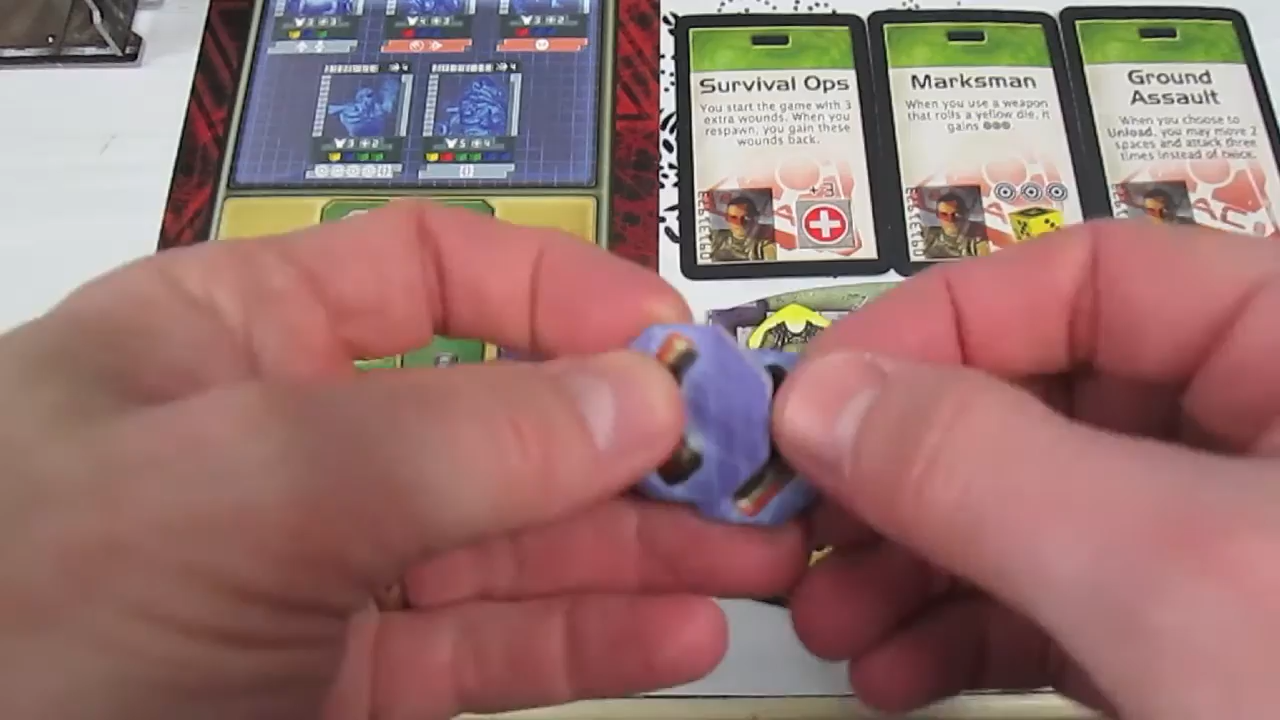 Survival Ops
You start the game with 3
extra wounds. When you
respawn, you gain these
wounds back.
+3
Marksman
When you use a weapon
that rolls a yellow die, it
gains
Ground
Assault
When you choose to
Unload, you may move 2
spaces and attack three
times instead of twice.